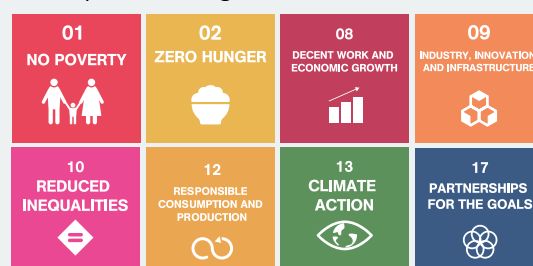 01
NO POVERTY
02
ZERO HUNGER
08
DECENT WORK AND
ECONOMIC GROWTH
09
INDUSTRY, INNOVATION
AND INFRASTRUCTURE
10
REDUCED
INEQUALITIES
12
RESPONSIBLE
CONSUMPTION AND
PRODUCTION
13
CLIMATE
ACTION
17
PARTNERSHIPS
FOR THE GOALS